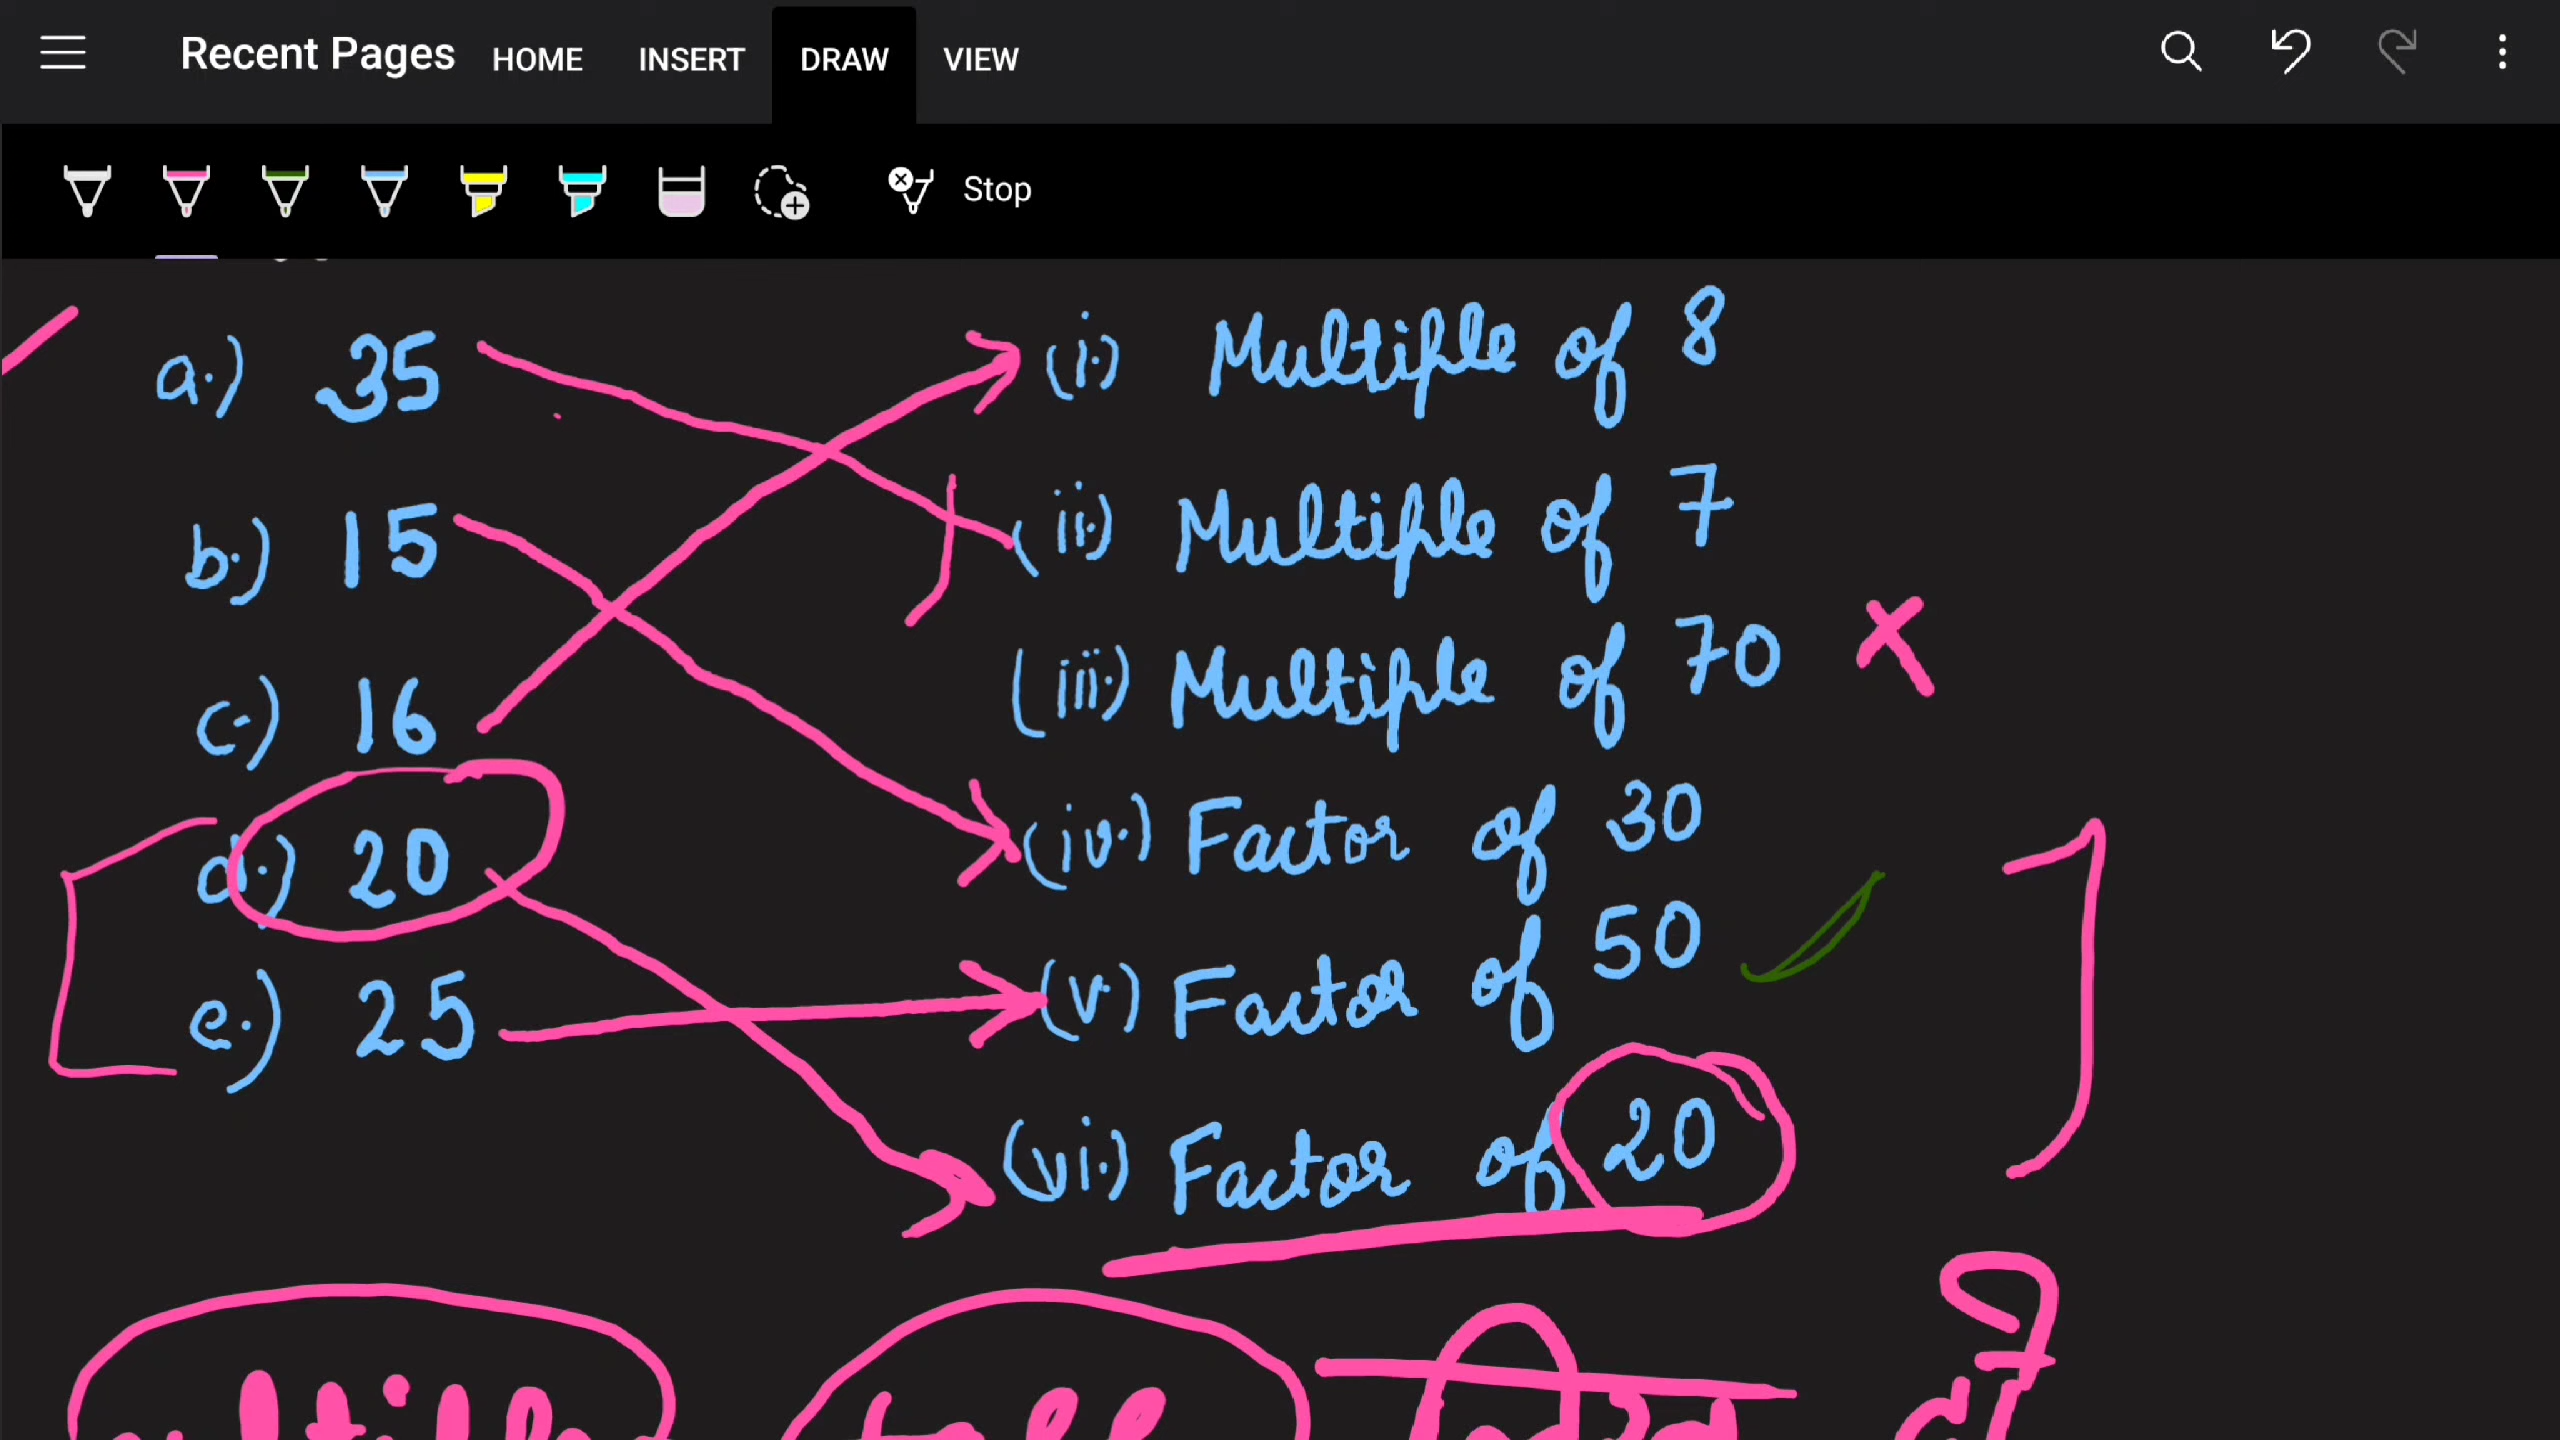 Recent Pages HOME INSERT DRAW VIEW
Stop
a.) 35 (i.) Multiple of 8
b.) 15 (ii.) Multiple of 7
c.) 16 (iii.) Multiple of 70
d.) 20 (iv.) Factor of 30
e.) 25 (v.) Factor of 50
(vi.) Factor of 20